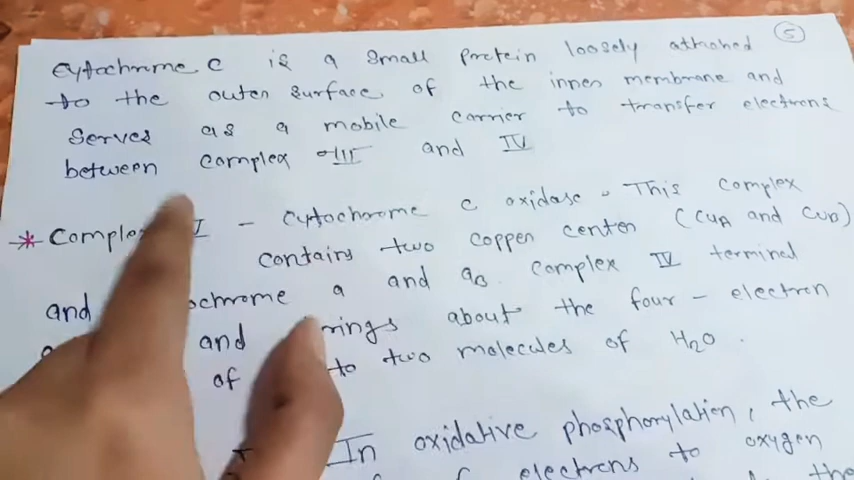 5
Cytochrome c is a small protein loosely attached
to the outer surface of the inner membrane and
serves as a mobile carrier to transfer electrons
between complex III and IV
* Comple V - cytochrome c oxidase. This complex
contains two copper center (CuA and CuB)
and ochrome a and a3. Complex IV terminal
and rings about the four - electron
of to two molecules of H2O.
In oxidative phosphorylation, the
electrons to oxygen
the